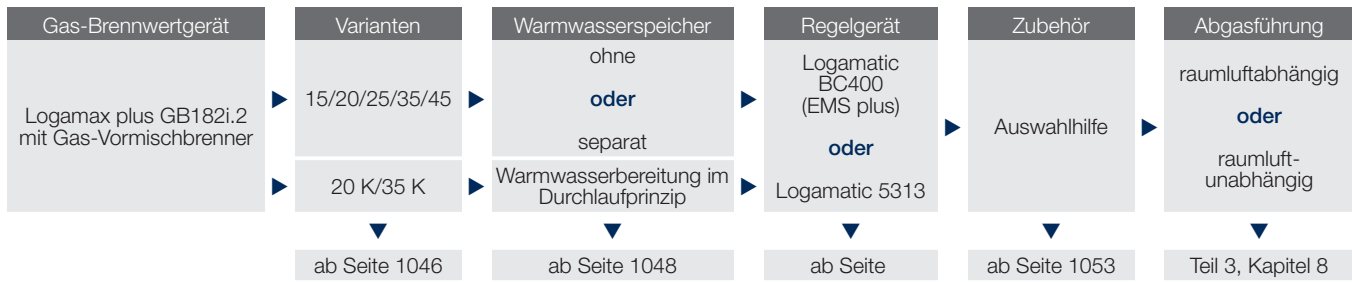 Gas-Brennwertgerät
Logamax plus GB182i.2
mit Gas-Vormischbrenner
Varianten
15/20/25/35/45
20 K/35 K
ab Seite 1046
Warmwasserspeicher
ohne
oder
separat
Warmwasserbereitung im
Durchlaufprinzip
ab Seite 1048
Regelgerät
Logamatic
BC400
(EMS plus)
oder
Logamatic 5313
ab Seite
Zubehör
Auswahlhilfe
ab Seite 1053
Abgasführung
raumluftabhängig
oder
raumluft-
unabhängig
Teil 3, Kapitel 8